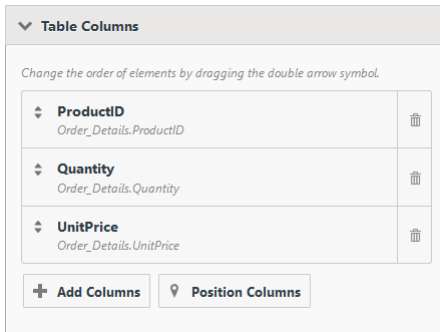 Table Columns
Change the order of elements by dragging the double arrow symbol.
ProductID
Order_Details.ProductID
Quantity
Order_Details.Quantity
UnitPrice
Order_Details.UnitPrice
Add Columns Position Columns